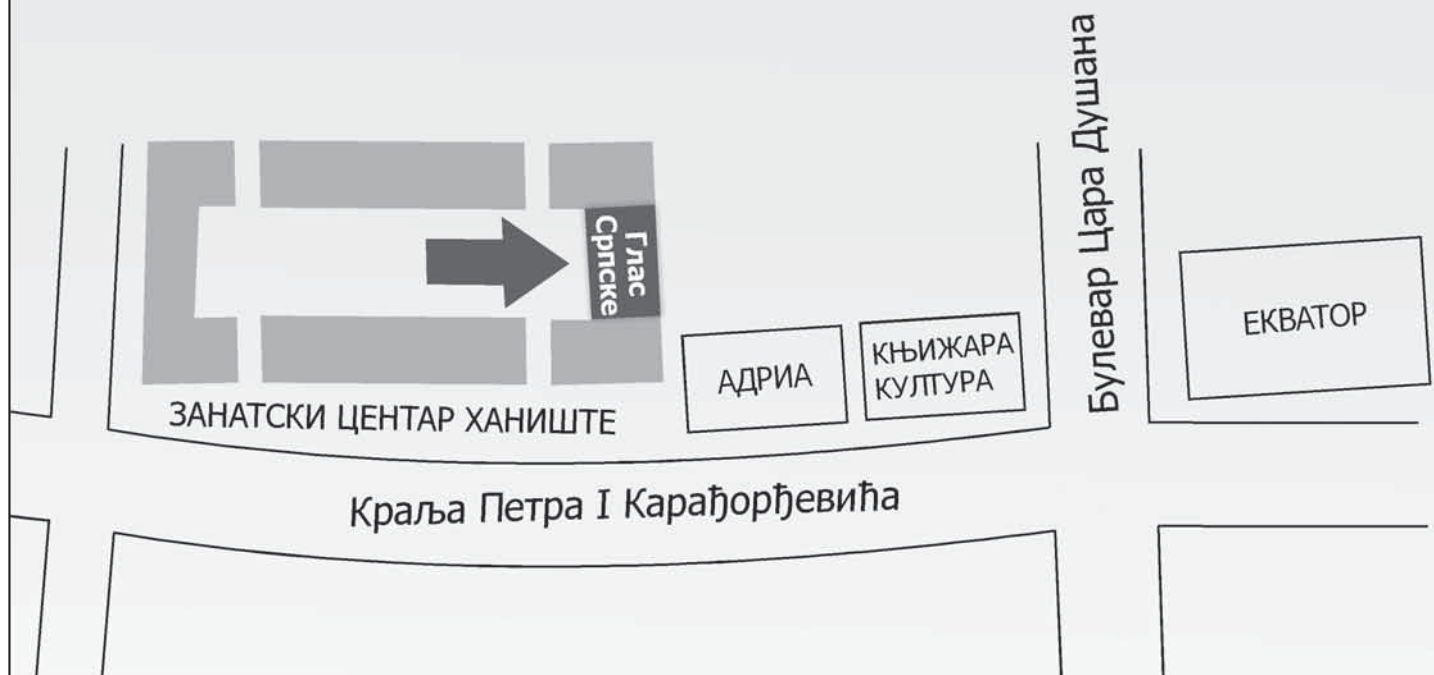 Булевар Цара Душана
Глас
Српске
ЕКВАТОР
АДРИА
КЊИЖАРА
КУЛТУРА
ЗАНАТСКИ ЦЕНТАР ХАНИШТЕ
Краља Петра I Карађорђевића